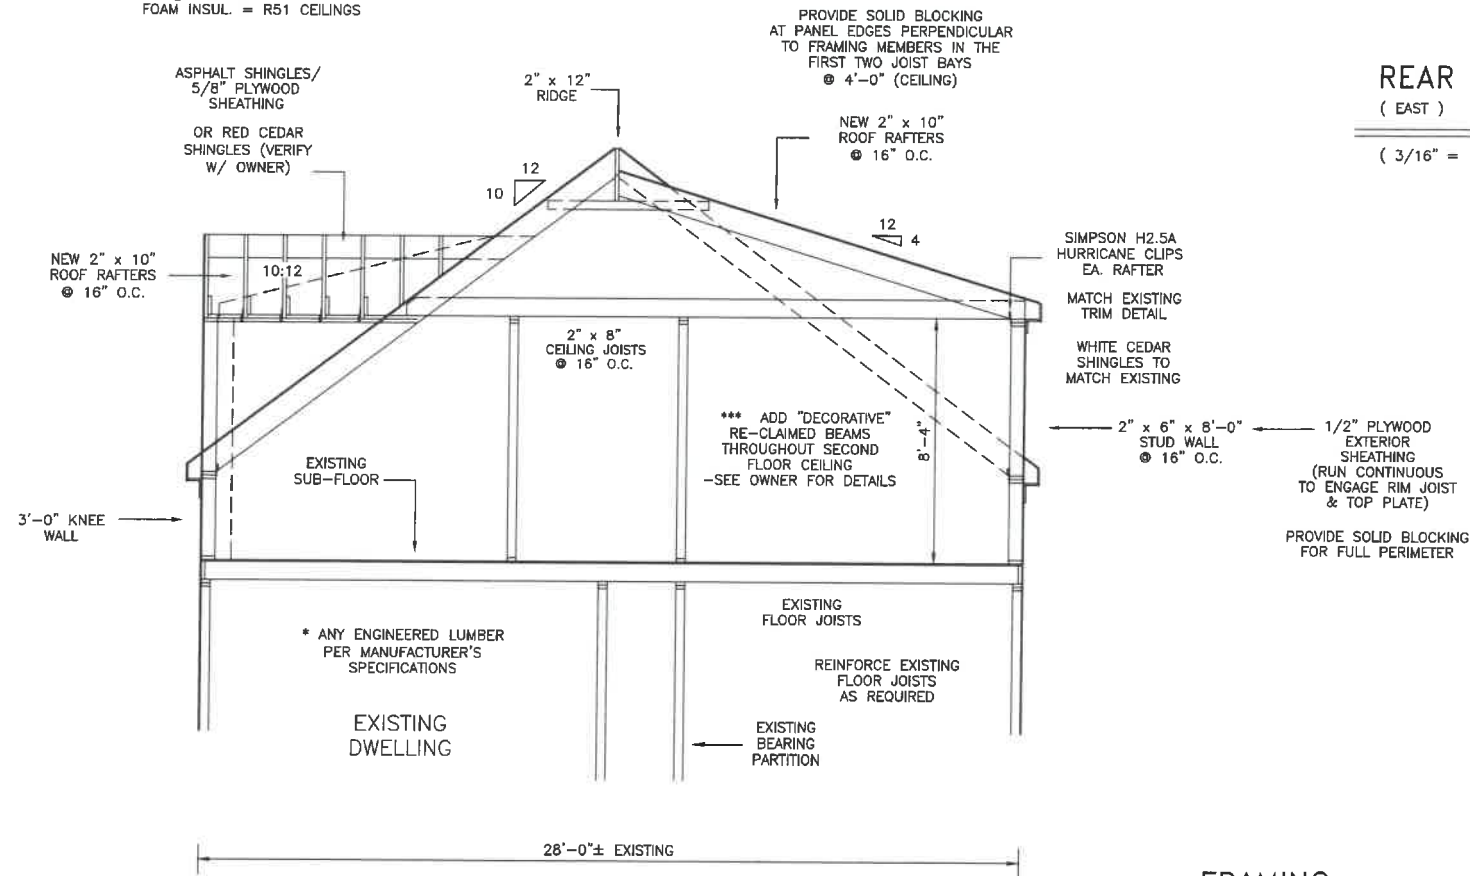 FOAM INSUL. = R51 CEILINGS
PROVIDE SOLID BLOCKING
AT PANEL EDGES PERPENDICULAR
TO FRAMING MEMBERS IN THE
FIRST TWO JOIST BAYS
@ 4'-0" (CEILING)
REAR
( EAST )
( 3/16" =
ASPHALT SHINGLES/
5/8" PLYWOOD
SHEATHING
OR RED CEDAR
SHINGLES (VERIFY
W/ OWNER)
2" x 12"
RIDGE
NEW 2" x 10"
ROOF RAFTERS
@ 16" O.C.
12
10
12
4
NEW 2" x 10"
ROOF RAFTERS
@ 16" O.C.
10:12
SIMPSON H2.5A
HURRICANE CLIPS
EA. RAFTER
MATCH EXISTING
TRIM DETAIL
WHITE CEDAR
SHINGLES TO
MATCH EXISTING
2" x 8"
CEILING JOISTS
@ 16" O.C.
*** ADD "DECORATIVE"
RE-CLAIMED BEAMS
THROUGHOUT SECOND
FLOOR CEILING
-SEE OWNER FOR DETAILS
8'-4"
2" x 6" x 8'-0"
STUD WALL
@ 16" O.C.
1/2" PLYWOOD
EXTERIOR
SHEATHING
(RUN CONTINUOUS
TO ENGAGE RIM JOIST
& TOP PLATE)
PROVIDE SOLID BLOCKING
FOR FULL PERIMETER
EXISTING
SUB-FLOOR
3'-0" KNEE
WALL
EXISTING
FLOOR JOISTS
* ANY ENGINEERED LUMBER
PER MANUFACTURER'S
SPECIFICATIONS
REINFORCE EXISTING
FLOOR JOISTS
AS REQUIRED
EXISTING
DWELLING
EXISTING
BEARING
PARTITION
28'-0"± EXISTING
FRAMING